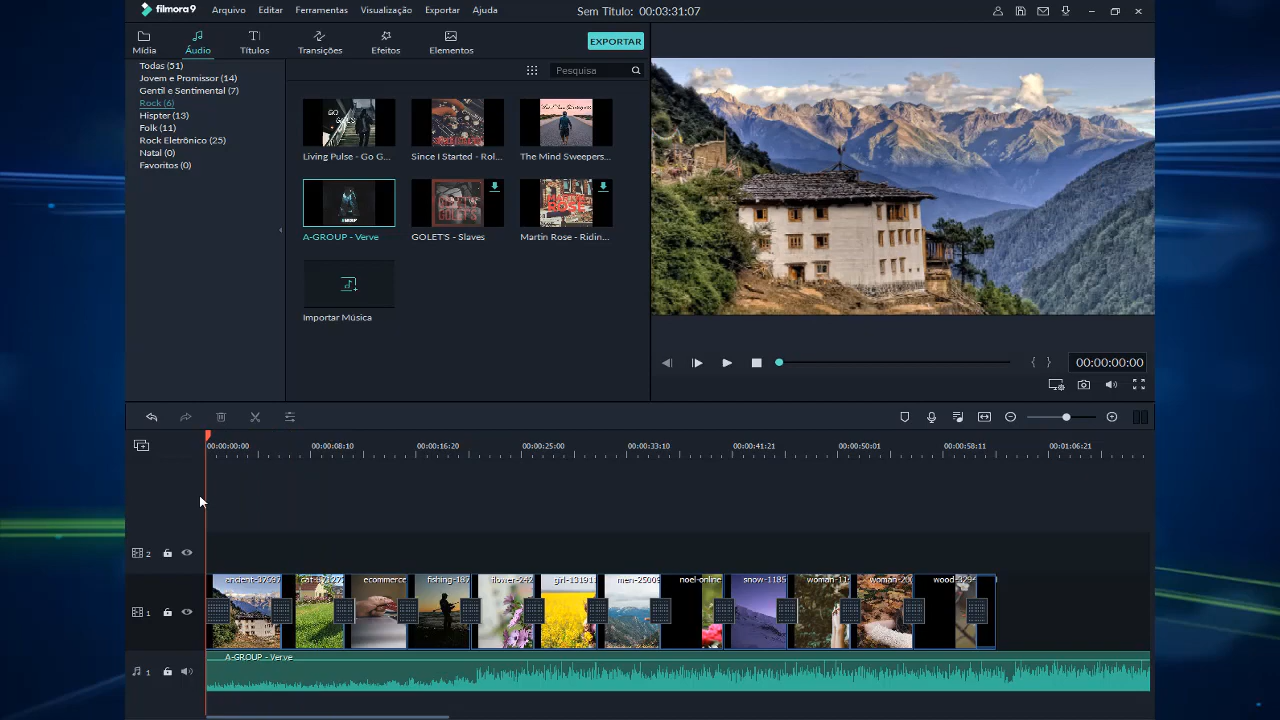 filmora9
Arquivo Editar Ferramentas Visualização Exportar Ajuda
Sem Título: 00:03:31:07
Mídia Áudio Títulos Transições Efeitos Elementos
EXPORTAR
Todas (51)
Jovem e Promissor (14)
Gentil e Sentimental (7)
Rock (6)
Hispter (13)
Folk (11)
Rock Eletrônico (25)
Natal (0)
Favoritos (0)
Pesquisa
Living Pulse - Go G...
Since I Started - Rol...
The Mind Sweepers...
A-GROUP - Verve
GOLETS - Slaves
Martin Rose - Ridin...
Importar Música
00:00:00:00
00:00:00:00 00:00:08:10 00:00:16:20 00:00:25:00 00:00:33:10 00:00:41:21 00:00:50:01 00:00:58:11 00:01:06:21
2
ecommerce
noel-online
1
A-GROUP - Verve
1